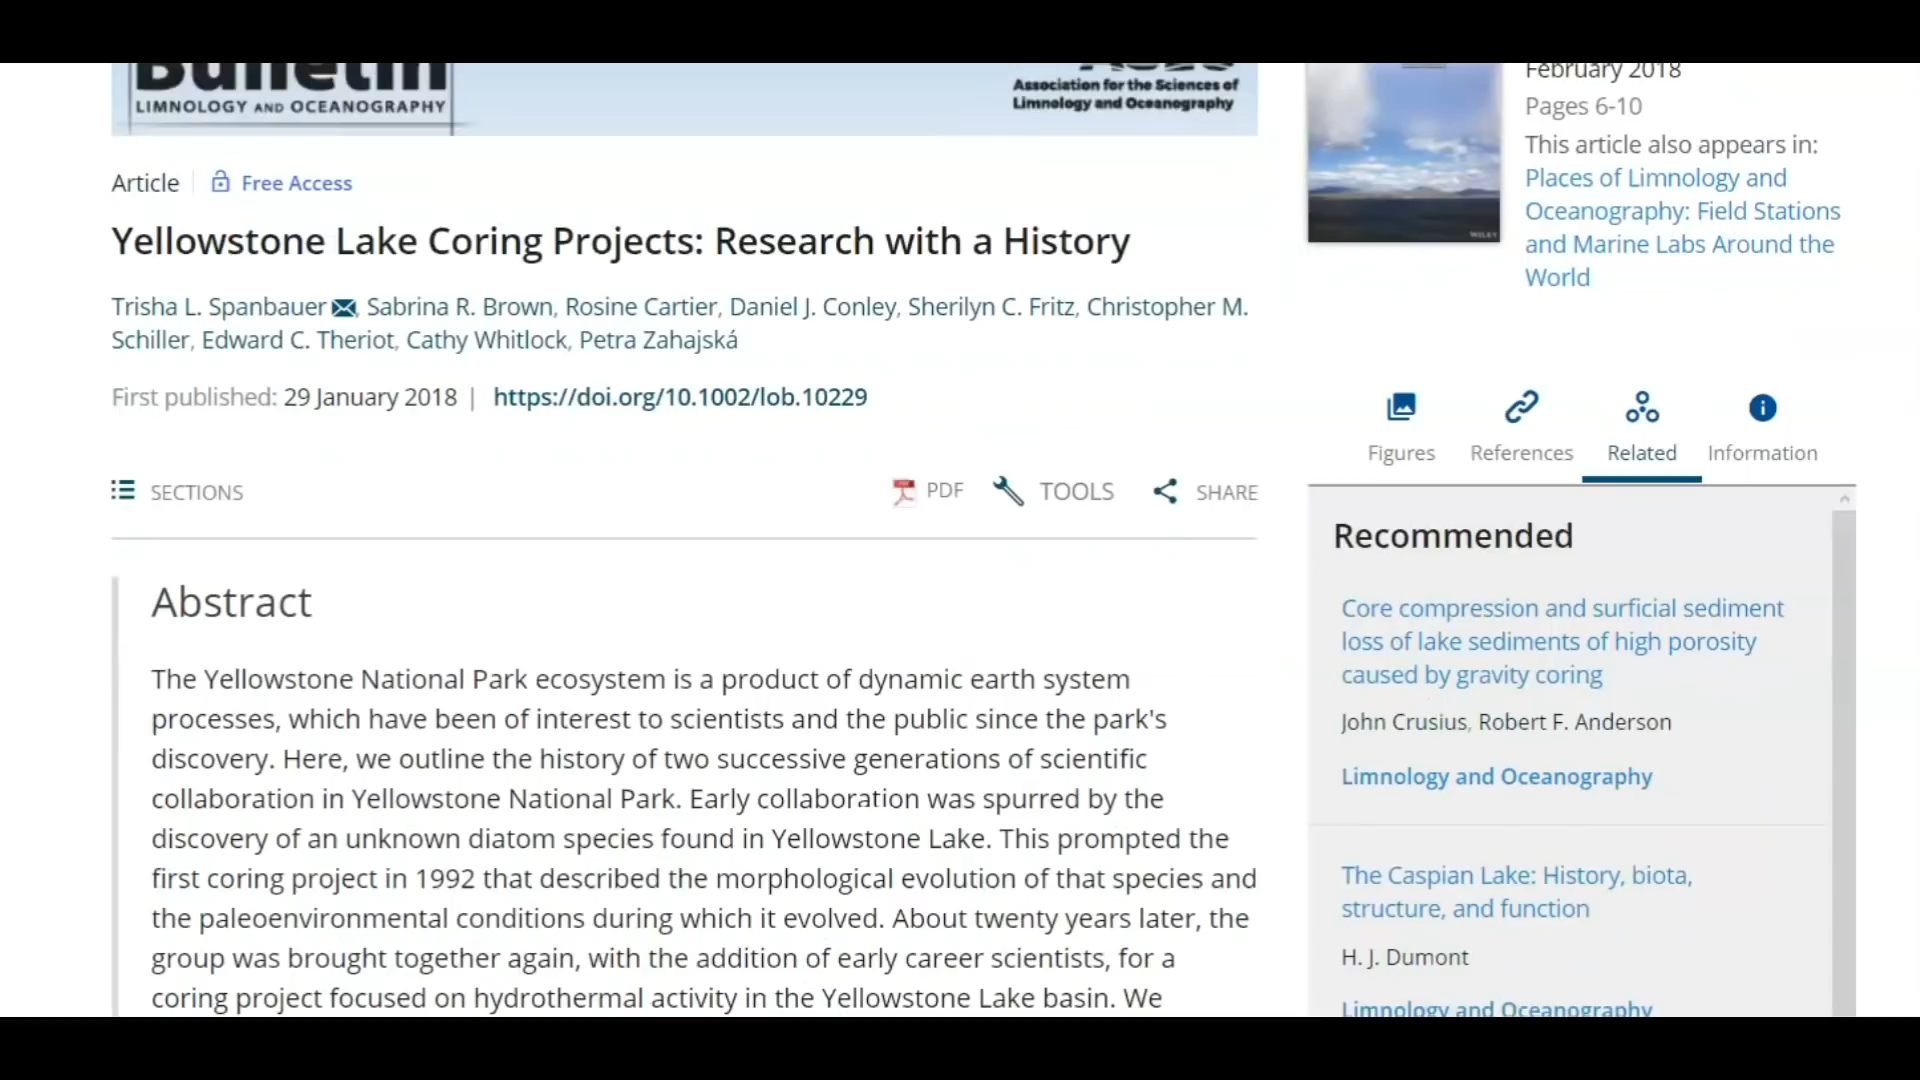 Bulletin
LIMNOLOGY AND OCEANOGRAPHY
Association for the Sciences of
Limnology and Oceanography
February 2018
Pages 6-10
This article also appears in:
Places of Limnology and
Oceanography: Field Stations
and Marine Labs Around the
World
Article
Free Access
Yellowstone Lake Coring Projects: Research with a History
Trisha L. Spanbauer, Sabrina R. Brown, Rosine Cartier, Daniel J. Conley, Sherilyn C. Fritz, Christopher M.
Schiller, Edward C. Theriot, Cathy Whitlock, Petra Zahajská
First published: 29 January 2018 | https://doi.org/10.1002/lob.10229
SECTIONS
PDF
TOOLS
SHARE
Abstract
The Yellowstone National Park ecosystem is a product of dynamic earth system
processes, which have been of interest to scientists and the public since the park's
discovery. Here, we outline the history of two successive generations of scientific
collaboration in Yellowstone National Park. Early collaboration was spurred by the
discovery of an unknown diatom species found in Yellowstone Lake. This prompted the
first coring project in 1992 that described the morphological evolution of that species and
the paleoenvironmental conditions during which it evolved. About twenty years later, the
group was brought together again, with the addition of early career scientists, for a
coring project focused on hydrothermal activity in the Yellowstone Lake basin. We
Figures
References
Related
Information
Recommended
Core compression and surficial sediment
loss of lake sediments of high porosity
caused by gravity coring
John Crusius, Robert F. Anderson
Limnology and Oceanography
The Caspian Lake: History, biota,
structure, and function
H. J. Dumont
Limnology and Oceanography
WILEY